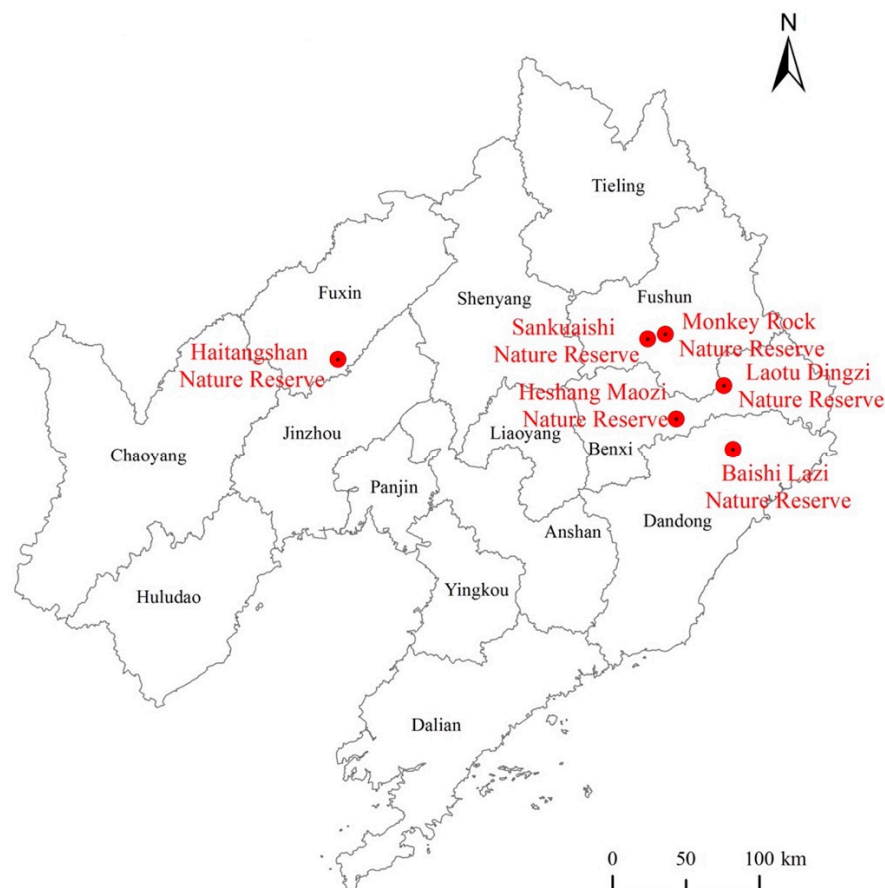 N
Tieling
Fuxin
Shenyang
Fushun
Sankuaishi
Nature Reserve
Monkey Rock
Nature Reserve
Haitangshan
Nature Reserve
Laotu Dingzi
Nature Reserve
Heshang Maozi
Nature Reserve
Jinzhou
Liaoyang
Benxi
Chaoyang
Panjin
Baishi Lazi
Nature Reserve
Dandong
Anshan
Huludao
Yingkou
Dalian
0 50 100 km